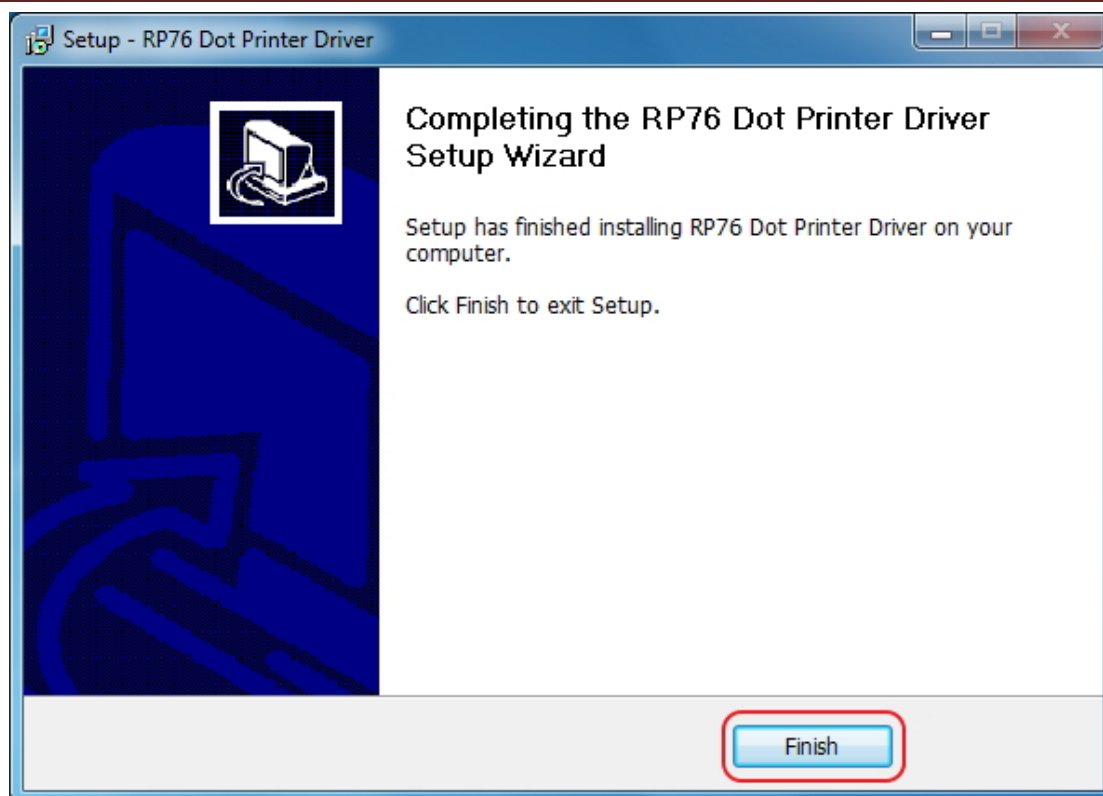 Setup - RP76 Dot Printer Driver
Completing the RP76 Dot Printer Driver
Setup Wizard
Setup has finished installing RP76 Dot Printer Driver on your
computer.
Click Finish to exit Setup.
Finish